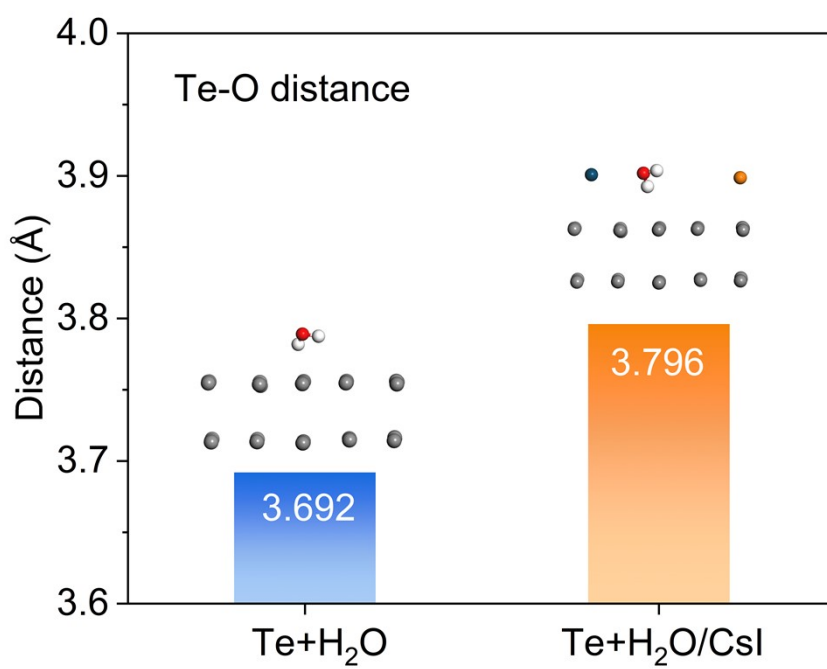 Te-O distance
Distance (Å)
4.0
3.9
3.8
3.7
3.6
3.692
3.796
Te+H₂O
Te+H₂O/CsI